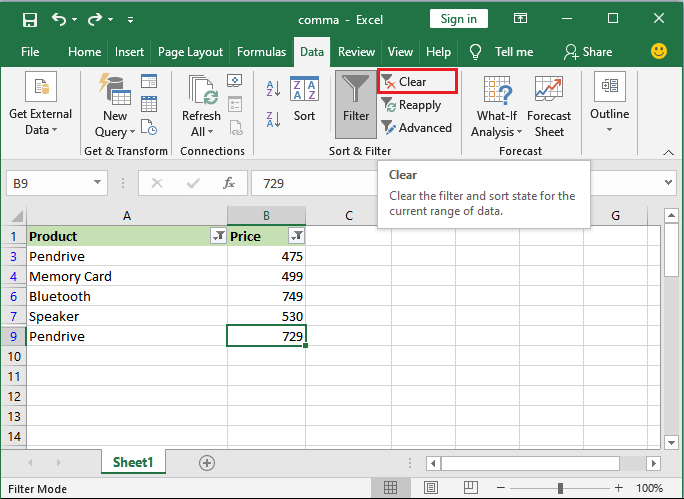 comma - Excel
Sign in
File Home Insert Page Layout Formulas Data Review View Help Tell me Share
Get External Data
New Query
Refresh All
Sort
Filter
Clear
Reapply
Advanced
What-If Analysis
Forecast Sheet
Outline
Get & Transform
Connections
Sort & Filter
Forecast
Clear
Clear the filter and sort state for the
current range of data.
B9
fx
729
A B C G
1 Product Price
3 Pendrive 475
4 Memory Card 499
6 Bluetooth 749
7 Speaker 530
9 Pendrive 729
10
11
12
13
14
Sheet1
Filter Mode
100%